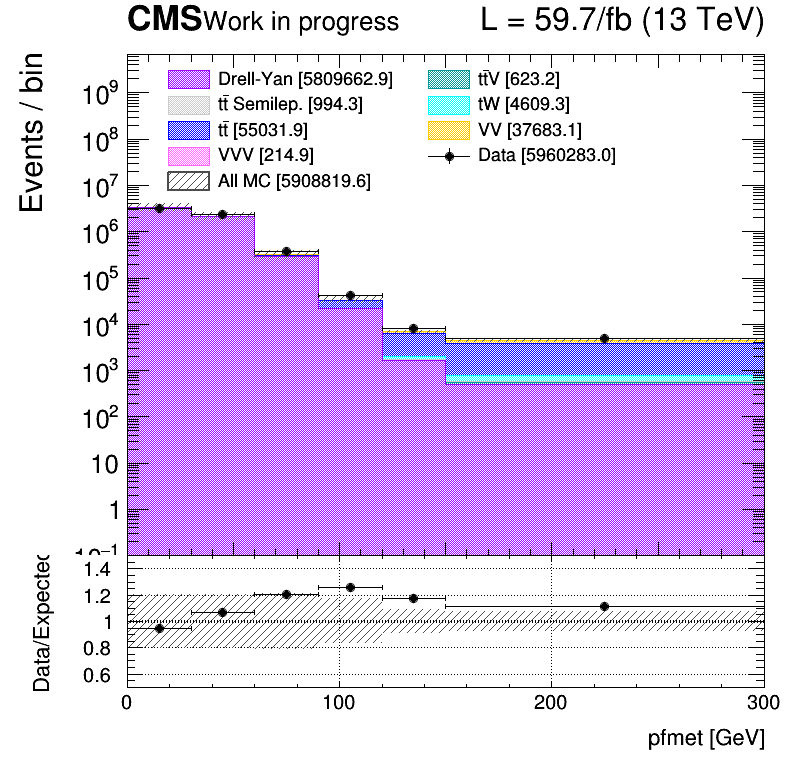 CMS Work in progress L = 59.7/fb (13 TeV)
Events / bin
Drell-Yan [5809662.9]
tt̄ Semilep. [994.3]
tt̄ [55031.9]
VVV [214.9]
All MC [5908819.6]
tt̄V [623.2]
tW [4609.3]
VV [37683.1]
Data [5960283.0]
10⁹
10⁸
10⁷
10⁶
10⁵
10⁴
10³
10²
10
1
10⁻¹
Data/Expected
1.4
1.2
1
0.8
0.6
0 100 200 300
pfmet [GeV]